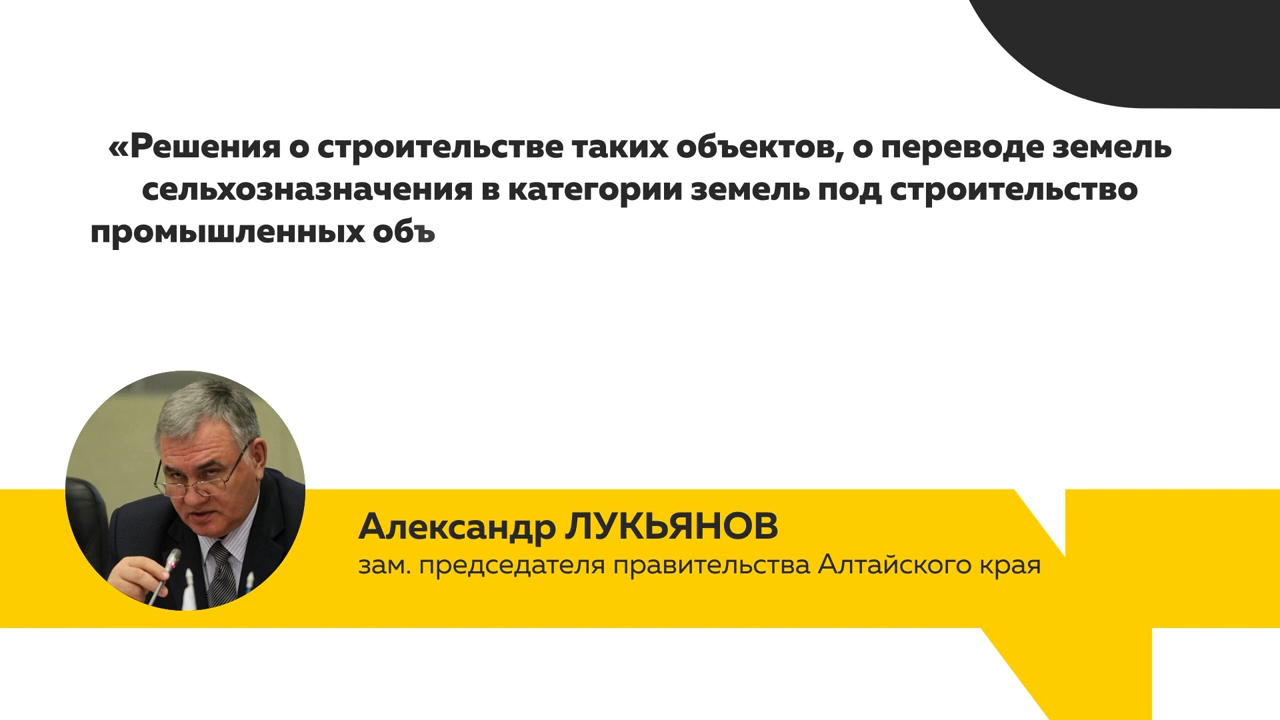 «Решения о строительстве таких объектов, о переводе земель
сельхозназначения в категории земель под строительство
промышленных объ
Александр ЛУКЬЯНОВ
зам. председателя правительства Алтайского края